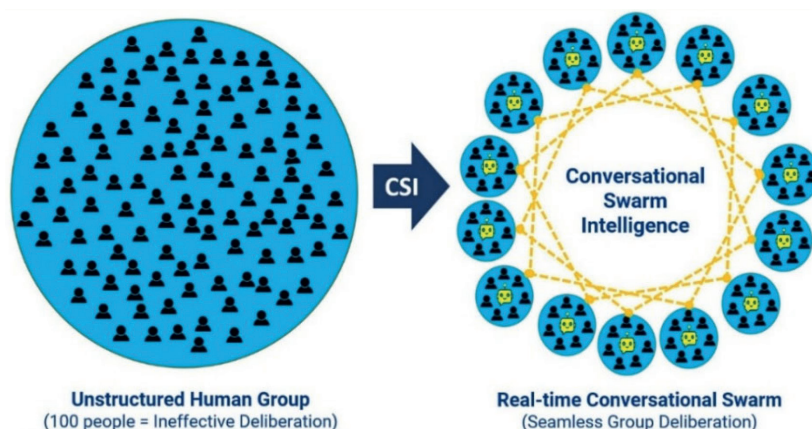 CSI
Conversational
Swarm
Intelligence
Unstructured Human Group
(100 people = Ineffective Deliberation)
Real-time Conversational Swarm
(Seamless Group Deliberation)